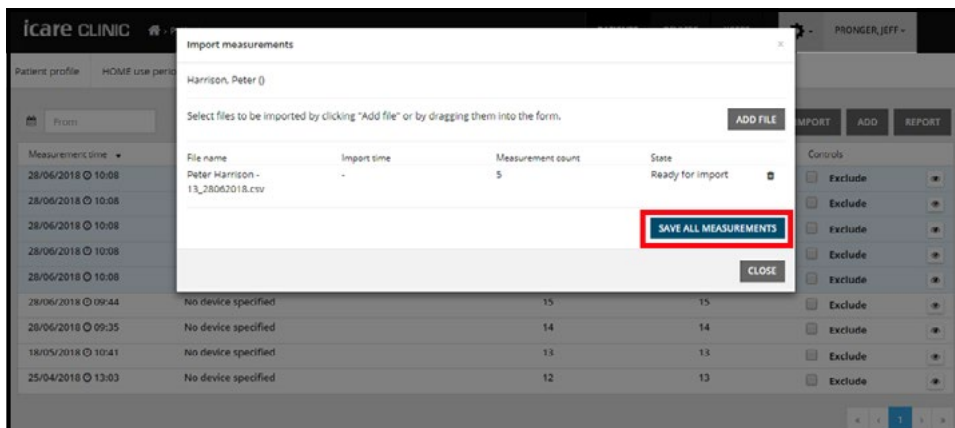 icare CLINIC
PRONGER, JEFF
Import measurements
×
Patient profile
HOME use perio
Harrison, Peter ()
Select files to be imported by clicking "Add file" or by dragging them into the form.
ADD FILE
From
IMPORT
ADD
REPORT
Measurement time
Controls
File name
Import time
Measurement count
State
Peter Harrison -
13_28062018.csv
-
5
Ready for import
28/06/2018 10:08
Exclude
28/06/2018 10:08
Exclude
28/06/2018 10:08
Exclude
28/06/2018 10:08
Exclude
28/06/2018 10:08
Exclude
SAVE ALL MEASUREMENTS
CLOSE
28/06/2018 09:44 No device specified 15 15 Exclude
28/06/2018 09:35 No device specified 14 14 Exclude
18/05/2018 10:41 No device specified 13 13 Exclude
25/04/2018 13:03 No device specified 12 13 Exclude
« ‹ 1 › »